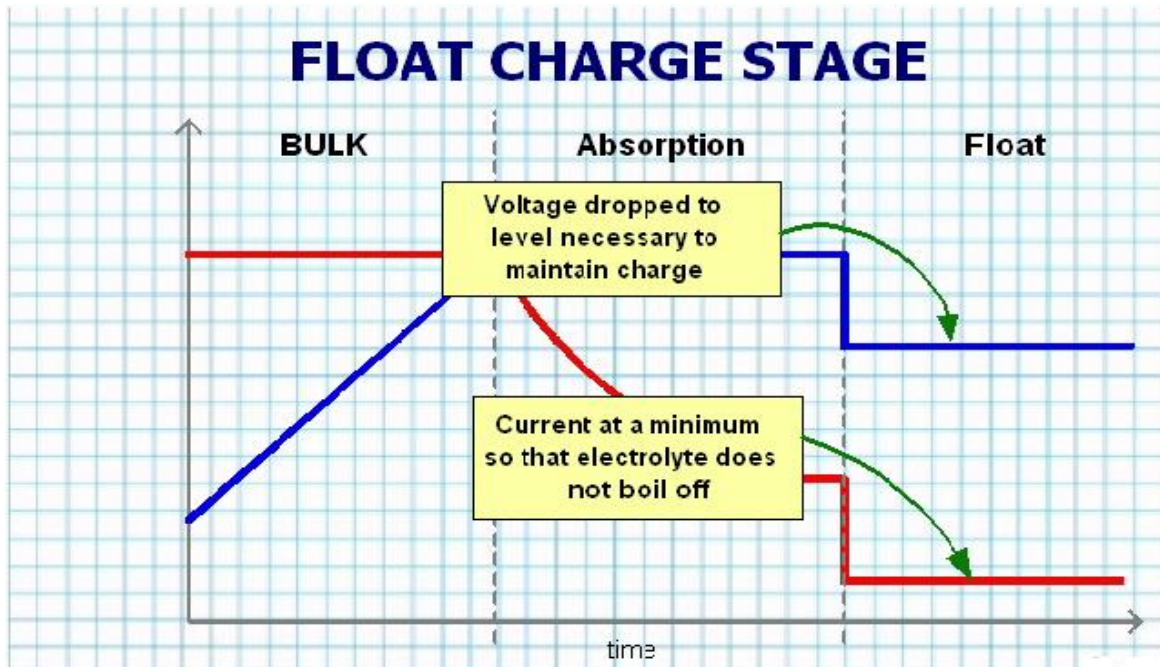 FLOAT CHARGE STAGE
BULK
Absorption
Float
Voltage dropped to
level necessary to
maintain charge
Current at a minimum
so that electrolyte does
not boil off
time